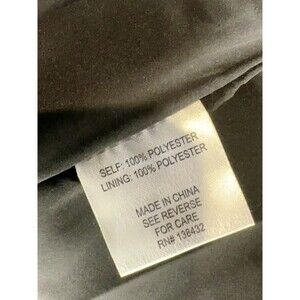 SELF: 100% POLYESTER
LINING: 100% POLYESTER
MADE IN CHINA
SEE REVERSE
FOR CARE
RN# 138432